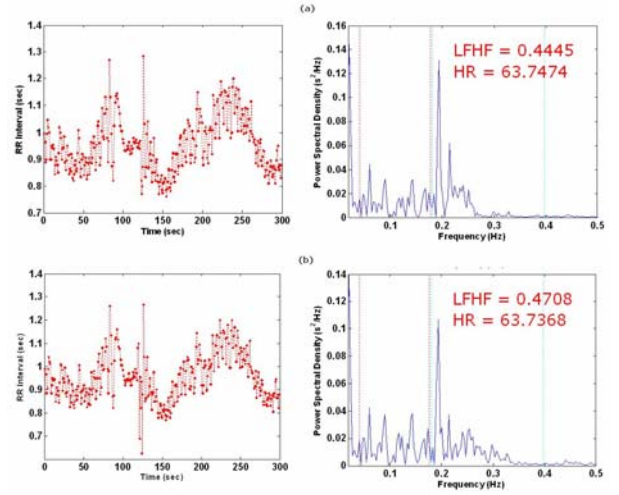 (a)
1.4
1.3
1.2
1.1
1
0.9
0.8
0.7
RR Interval (sec)
0 50 100 150 200 250 300
Time (sec)
0.16
0.14
0.12
0.1
0.08
0.06
0.04
0.02
0
Power Spectral Density (s²/Hz)
LFHF = 0.4445
HR = 63.7474
0.1 0.2 0.3 0.4 0.5
Frequency (Hz)
(b)
1.4
1.3
1.2
1.1
1
0.9
0.8
0.7
0.6
RR Interval (sec)
0 50 100 150 200 250 300
Time (sec)
0.14
0.12
0.1
0.08
0.06
0.04
0.02
0
Power Spectral Density (s²/Hz)
LFHF = 0.4708
HR = 63.7368
0.1 0.2 0.3 0.4 0.5
Frequency (Hz)